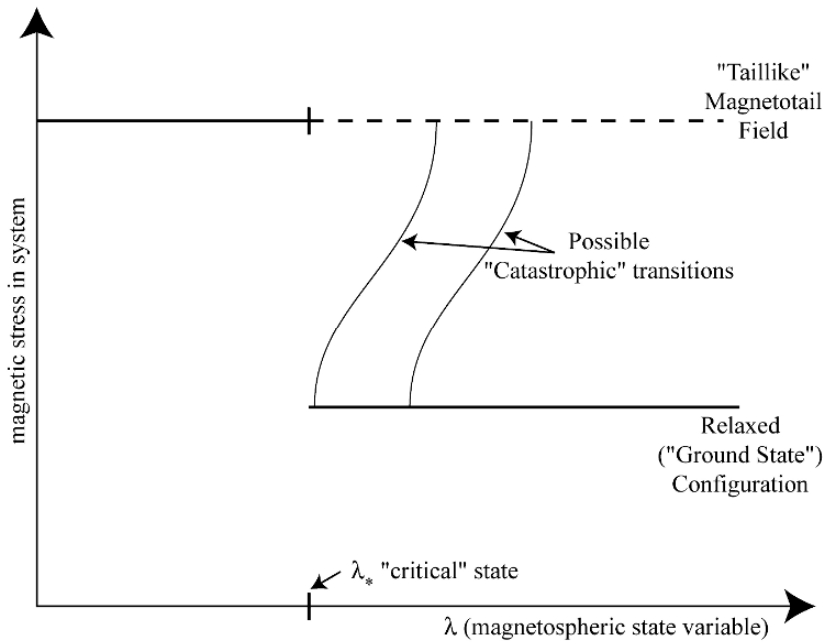 "Taillike"
Magnetotail
Field
Possible
"Catastrophic" transitions
magnetic stress in system
Relaxed
("Ground State")
Configuration
λ* "critical" state
λ (magnetospheric state variable)